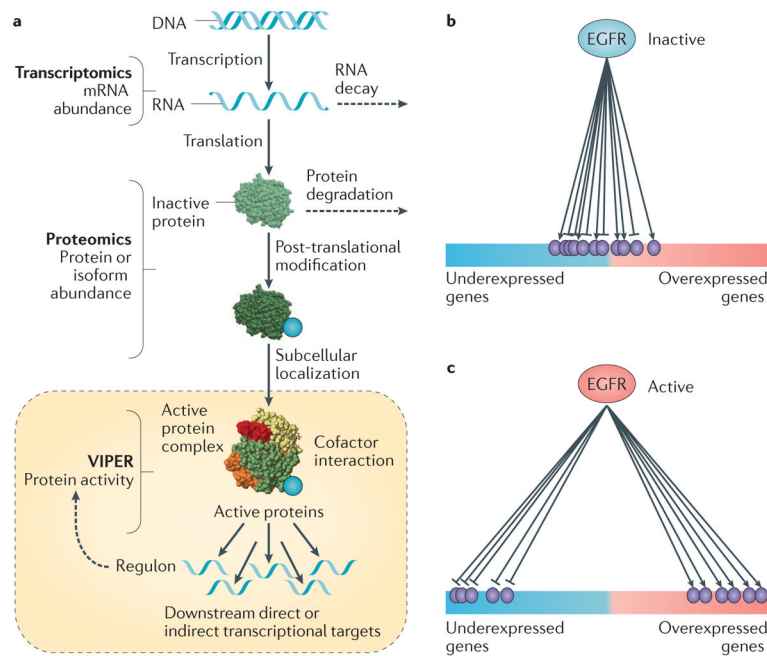 a
DNA
Transcription
Transcriptomics
mRNA
abundance
RNA
RNA
decay
Translation
Proteomics
Protein or
isoform
abundance
Inactive
protein
Protein
degradation
Post-translational
modification
Subcellular
localization
VIPER
Protein activity
Active
protein
complex
Cofactor
interaction
Active proteins
Regulon
Downstream direct or
indirect transcriptional targets
b
EGFR
Inactive
Underexpressed
genes
Overexpressed
genes
c
EGFR
Active
Underexpressed
genes
Overexpressed
genes